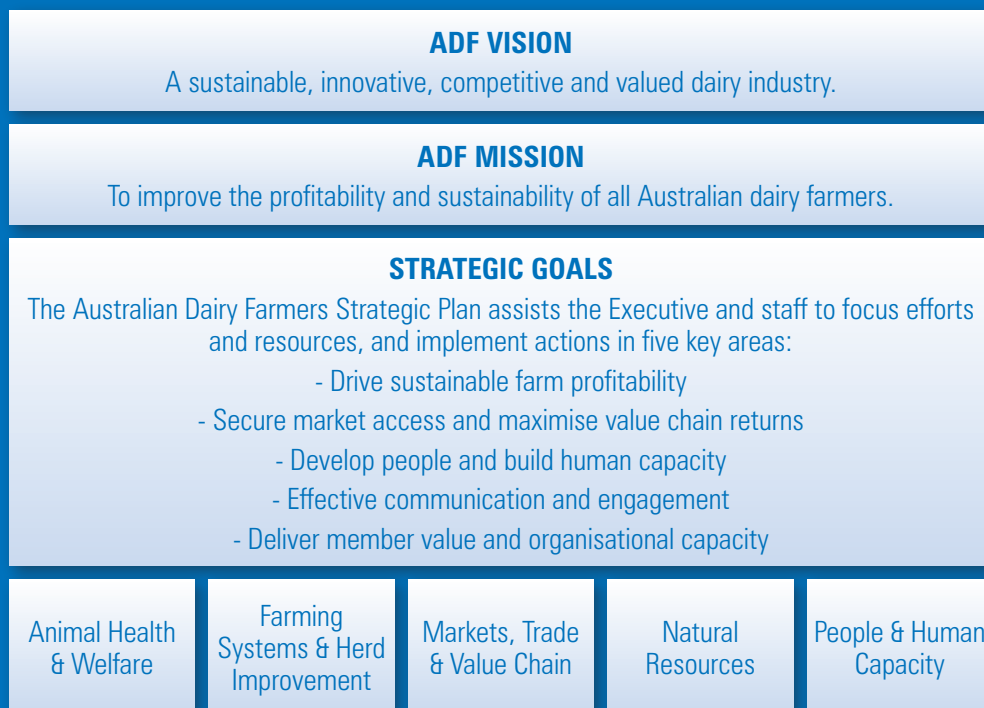 ADF VISION
A sustainable, innovative, competitive and valued dairy industry.
ADF MISSION
To improve the profitability and sustainability of all Australian dairy farmers.
STRATEGIC GOALS
The Australian Dairy Farmers Strategic Plan assists the Executive and staff to focus efforts
and resources, and implement actions in five key areas:
- Drive sustainable farm profitability
- Secure market access and maximise value chain returns
- Develop people and build human capacity
- Effective communication and engagement
- Deliver member value and organisational capacity
Animal Health
& Welfare
Farming
Systems & Herd
Improvement
Markets, Trade
& Value Chain
Natural
Resources
People & Human
Capacity